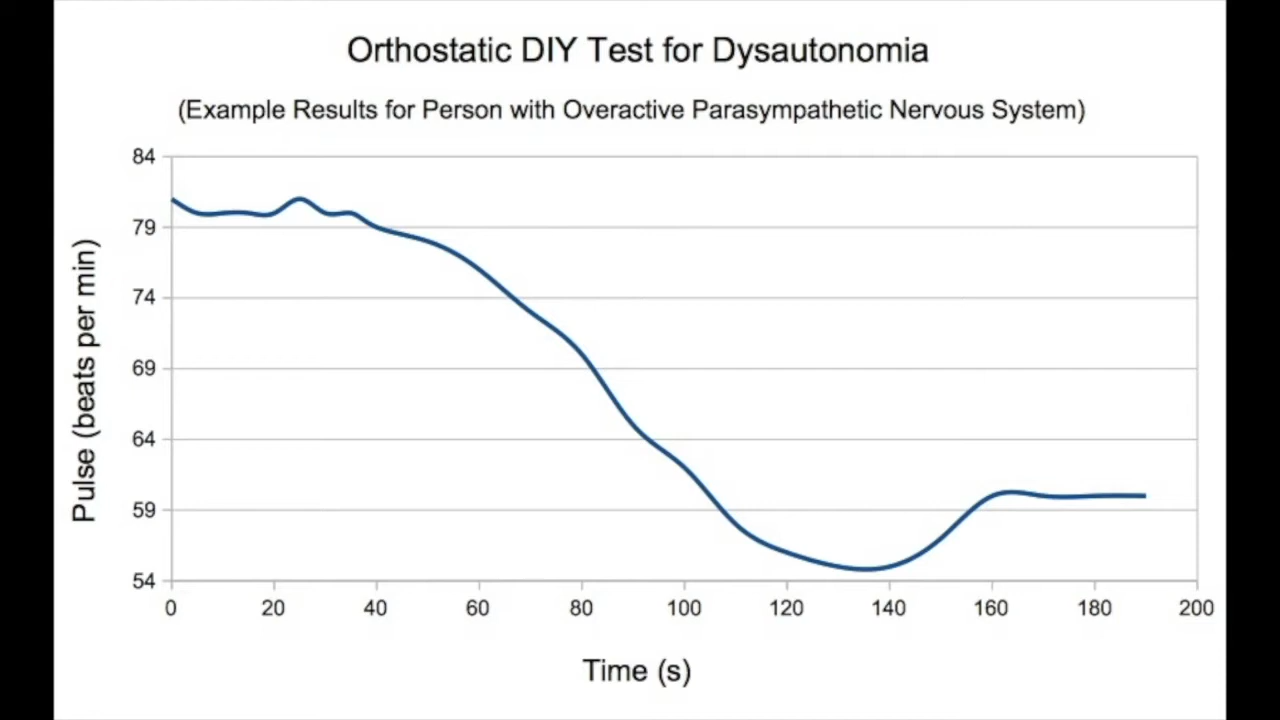 Orthostatic DIY Test for Dysautonomia
(Example Results for Person with Overactive Parasympathetic Nervous System)
84
79
74
69
64
59
54
Pulse (beats per min)
0 20 40 60 80 100 120 140 160 180 200
Time (s)